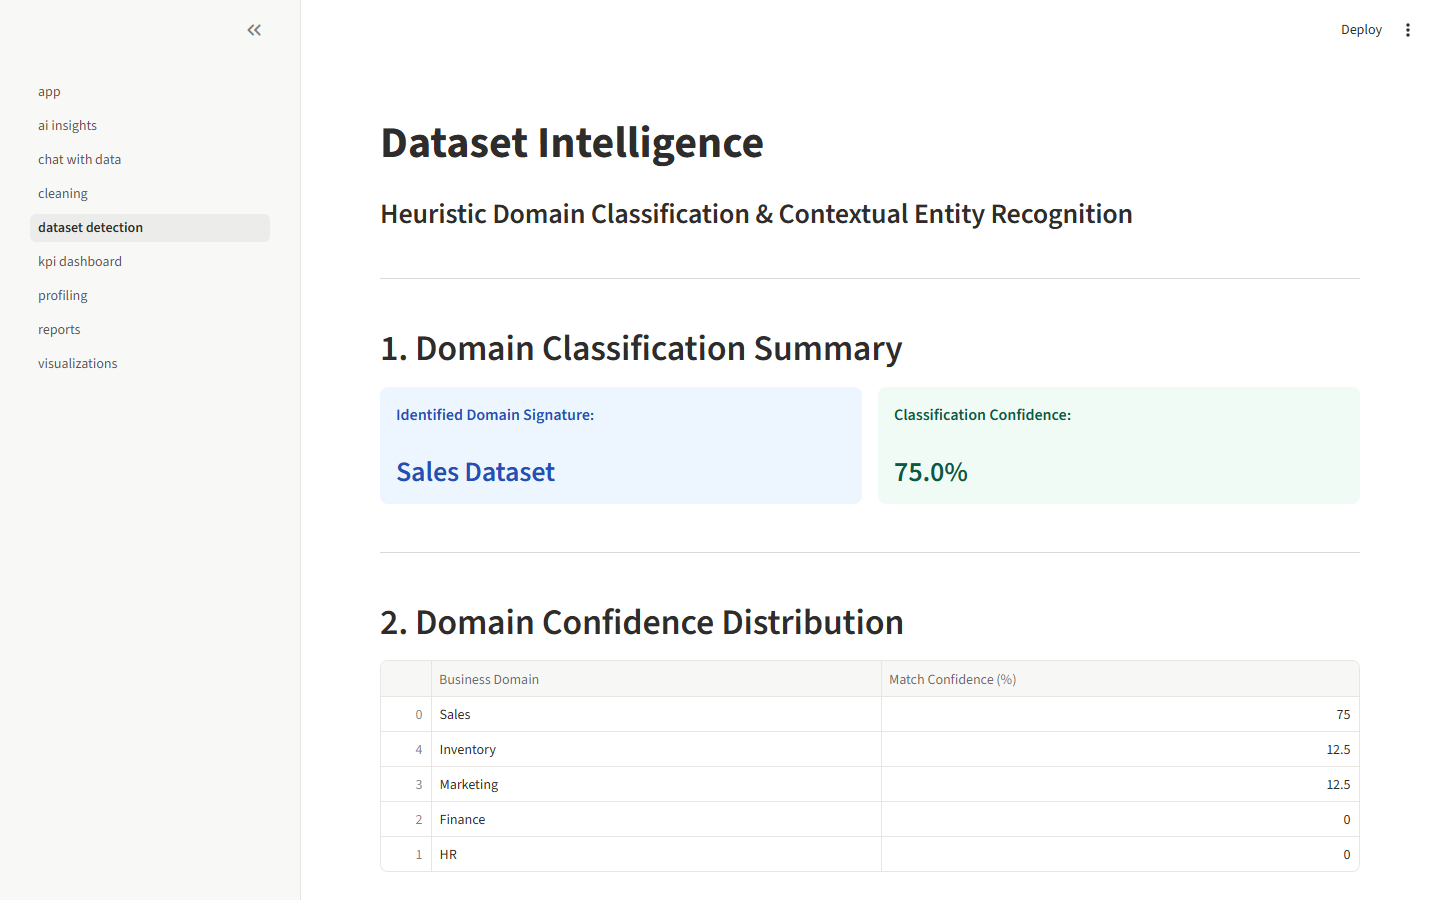 Deploy
app
ai insights
chat with data
cleaning
dataset detection
kpi dashboard
profiling
reports
visualizations
Dataset Intelligence
Heuristic Domain Classification & Contextual Entity Recognition
1. Domain Classification Summary
Identified Domain Signature:
Sales Dataset
Classification Confidence:
75.0%
2. Domain Confidence Distribution
Business Domain Match Confidence (%)
0 Sales 75
4 Inventory 12.5
3 Marketing 12.5
2 Finance 0
1 HR 0